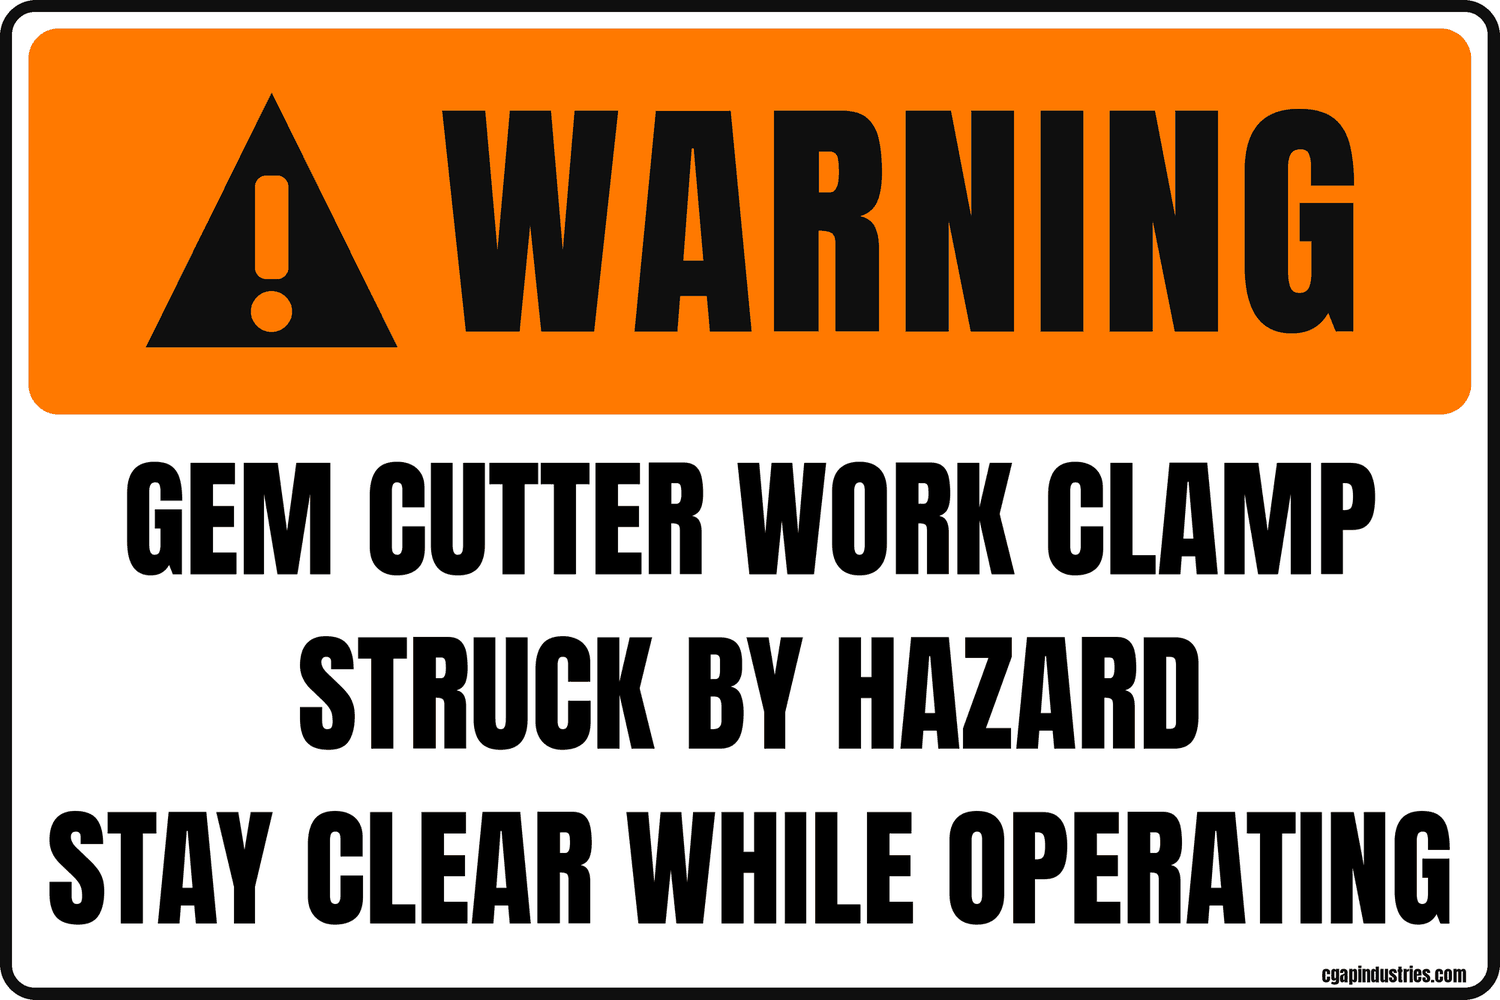 WARNING
GEM CUTTER WORK CLAMP
STRUCK BY HAZARD
STAY CLEAR WHILE OPERATING
cgapindustries.com